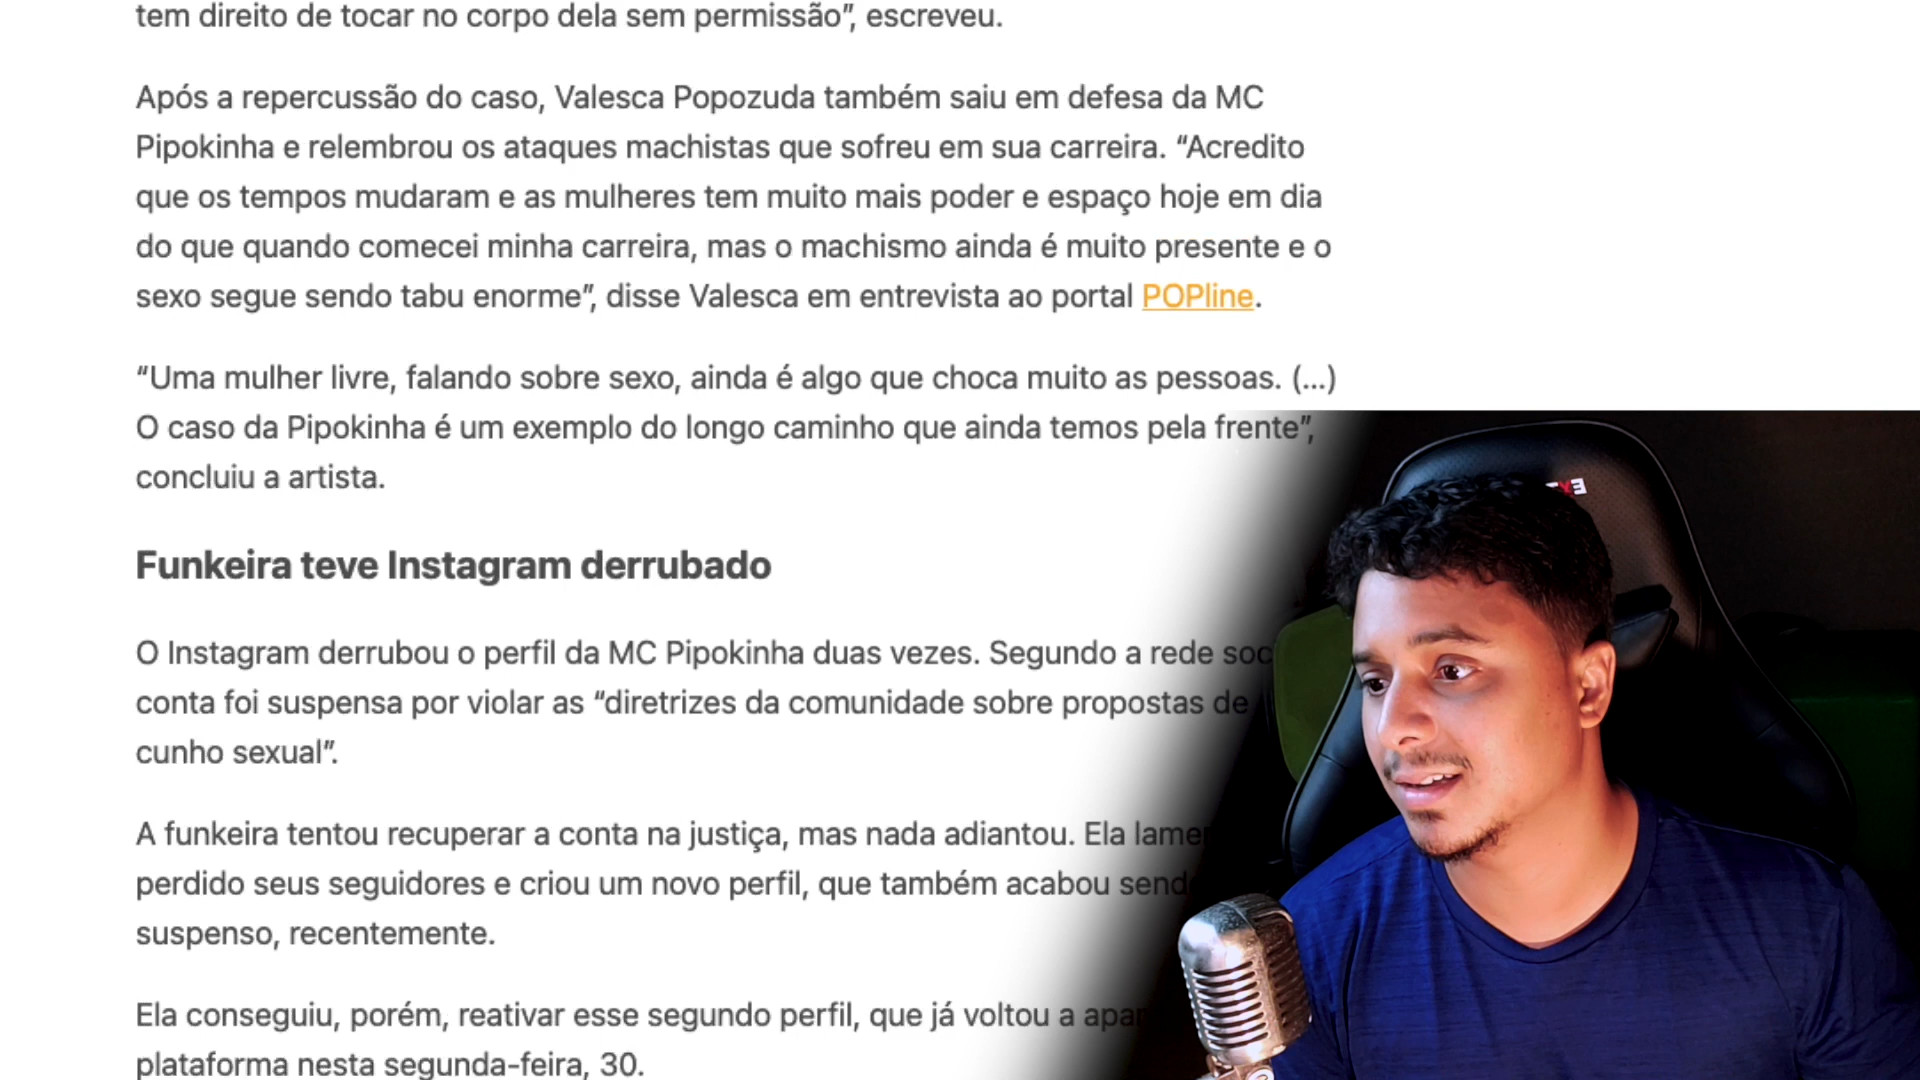 tem direito de tocar no corpo dela sem permissão”, escreveu.
Após a repercussão do caso, Valesca Popozuda também saiu em defesa da MC
Pipokinha e relembrou os ataques machistas que sofreu em sua carreira. “Acredito
que os tempos mudaram e as mulheres tem muito mais poder e espaço hoje em dia
do que quando comecei minha carreira, mas o machismo ainda é muito presente e o
sexo segue sendo tabu enorme”, disse Valesca em entrevista ao portal POPline.
“Uma mulher livre, falando sobre sexo, ainda é algo que choca muito as pessoas. (...)
O caso da Pipokinha é um exemplo do longo caminho que ainda temos pela frente”,
concluiu a artista.
Funkeira teve Instagram derrubado
O Instagram derrubou o perfil da MC Pipokinha duas vezes. Segundo a rede soc
conta foi suspensa por violar as “diretrizes da comunidade sobre propostas de
cunho sexual”.
A funkeira tentou recuperar a conta na justiça, mas nada adiantou. Ela lame
perdido seus seguidores e criou um novo perfil, que também acabou send
suspenso, recentemente.
Ela conseguiu, porém, reativar esse segundo perfil, que já voltou a apa
plataforma nesta segunda-feira, 30.